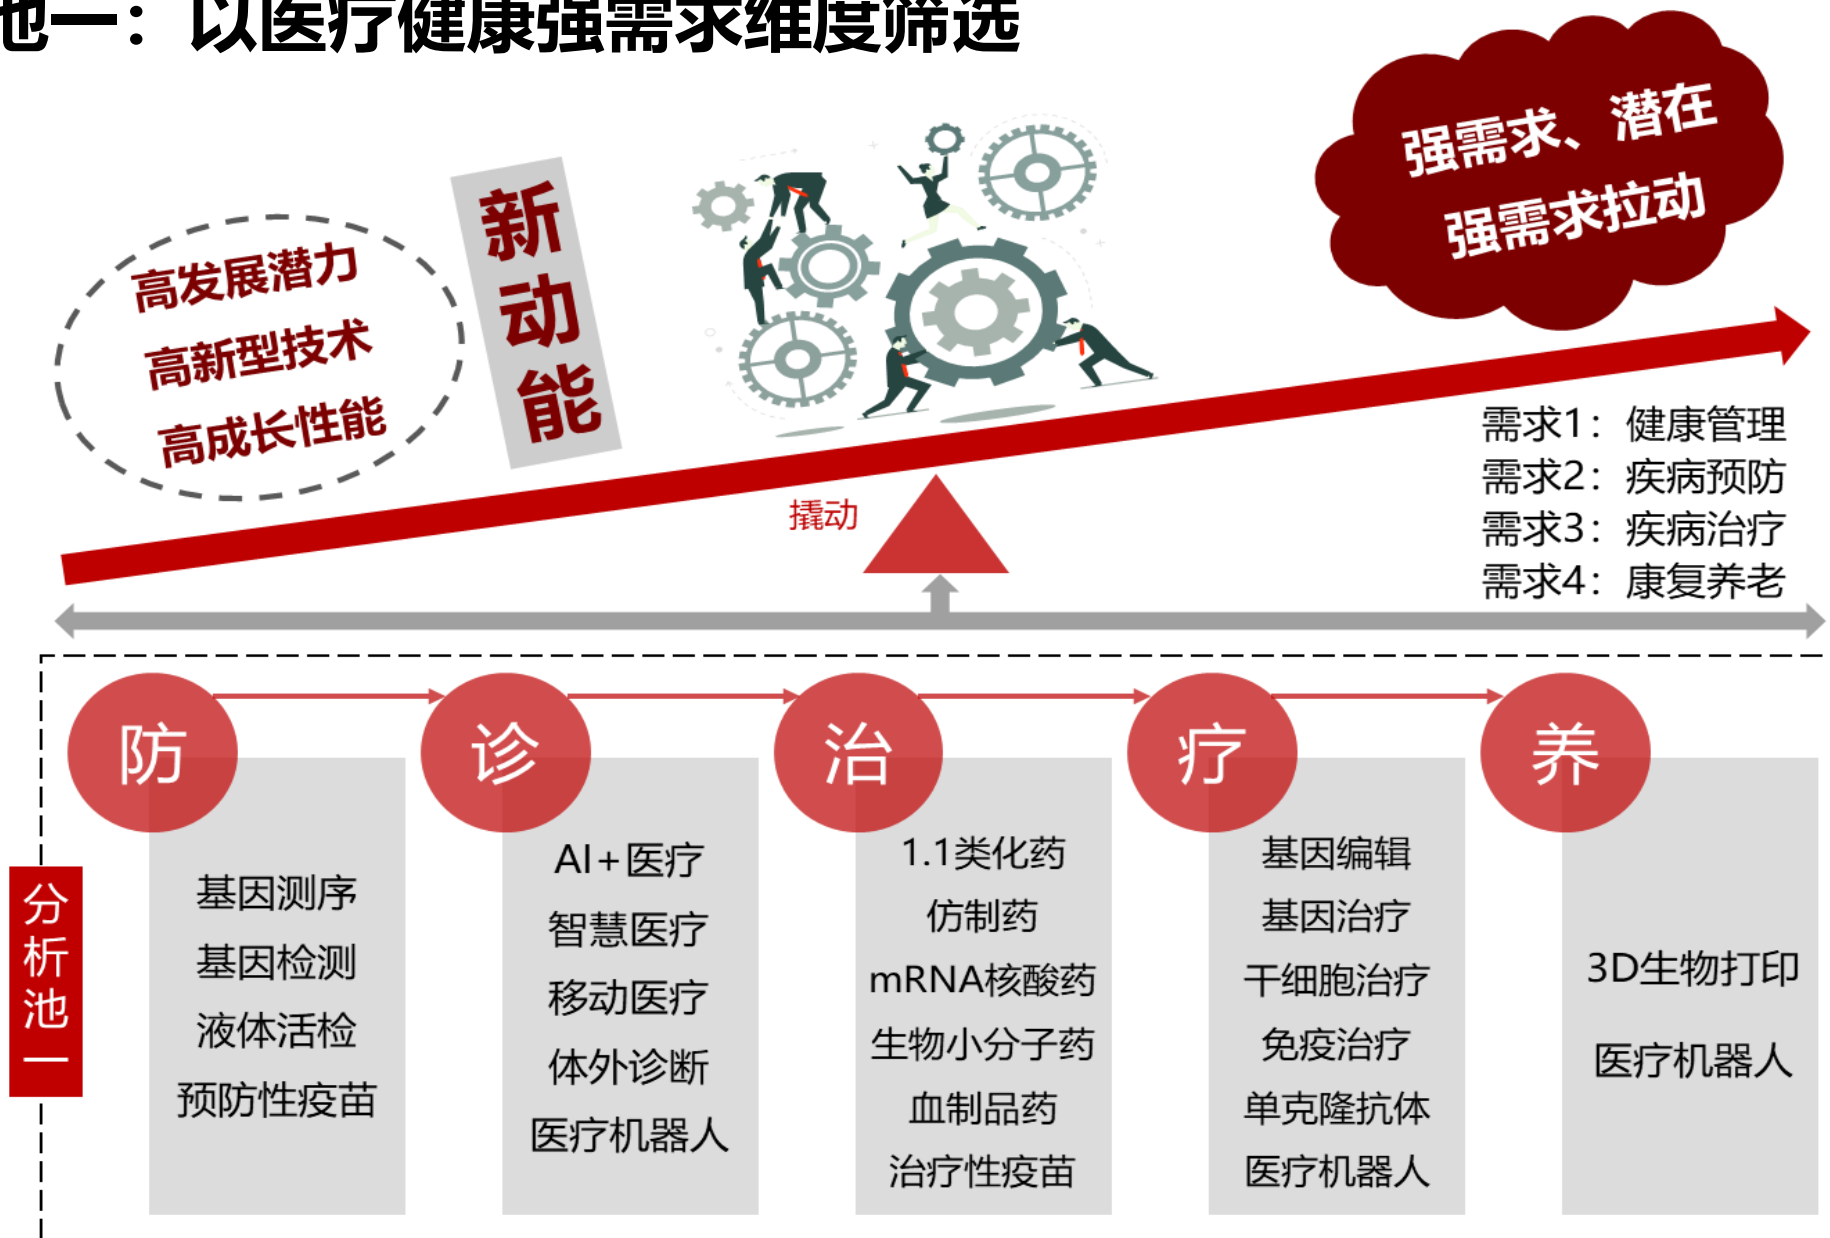 池一：以医疗健康强需求维度筛选
强需求、潜在
强需求拉动
高发展潜力
高新型技术
高成长性能
新动能
撬动
需求1：健康管理
需求2：疾病预防
需求3：疾病治疗
需求4：康复养老
分析池一
防
基因测序
基因检测
液体活检
预防性疫苗
诊
AI+医疗
智慧医疗
移动医疗
体外诊断
医疗机器人
治
1.1类化药
仿制药
mRNA核酸药
生物小分子药
血制品药
治疗性疫苗
疗
基因编辑
基因治疗
干细胞治疗
免疫治疗
单克隆抗体
医疗机器人
养
3D生物打印
医疗机器人